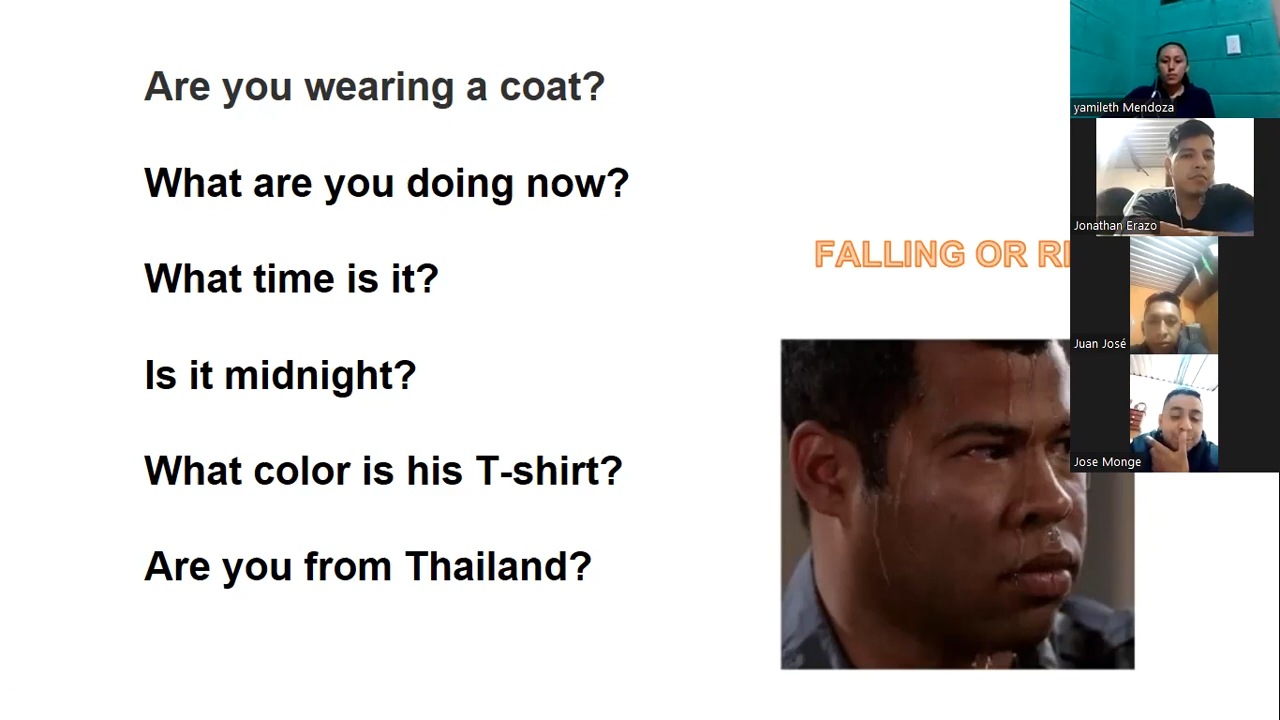 Are you wearing a coat?
What are you doing now?
What time is it?
Is it midnight?
What color is his T-shirt?
Are you from Thailand?
FALLING OR
yamileth Mendoza
Jonathan Erazo
Juan José
Jose Monge